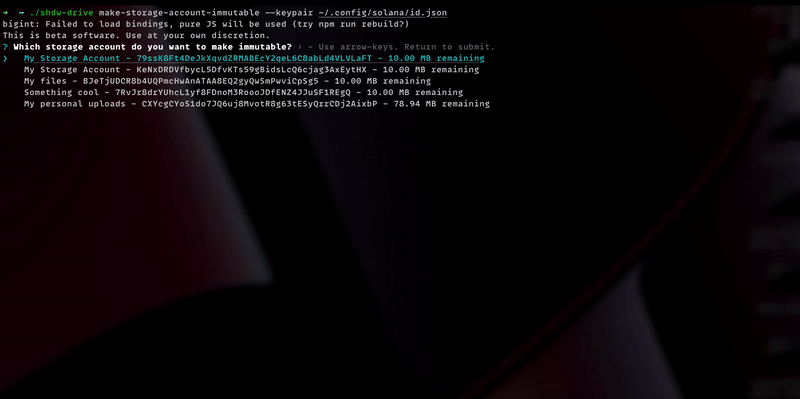 ➜ ~ ./shdw-drive make-storage-account-immutable --keypair ~/.config/solana/id.json
bigint: Failed to load bindings, pure JS will be used (try npm run rebuild?)
This is beta software. Use at your own discretion.
? Which storage account do you want to make immutable? › - Use arrow-keys. Return to submit.
❯ My Storage Account - 79ssK8Ft4DeJkXqvdZRMABEcY2qeL6C8abLd4VLVLaFT - 10.00 MB remaining
My Storage Account - KeNxDRDVfbycL5DfvKTs59gBidsLcQ6cjag3AxEytHX - 10.00 MB remaining
My files - BJeTjUDCR8b4UQPmcHwAnATAA8EQ2gyQwSmPwviCpSg5 - 10.00 MB remaining
Something cool - 7RvJr8drYUhcL1yf8FDnoM3RoooJDfENZ4JJuSF1REgQ - 10.00 MB remaining
My personal uploads - CXYcgCYoS1do7JQ6uj8MvotR8g63tESyQrrCDj2AixbP - 78.94 MB remaining